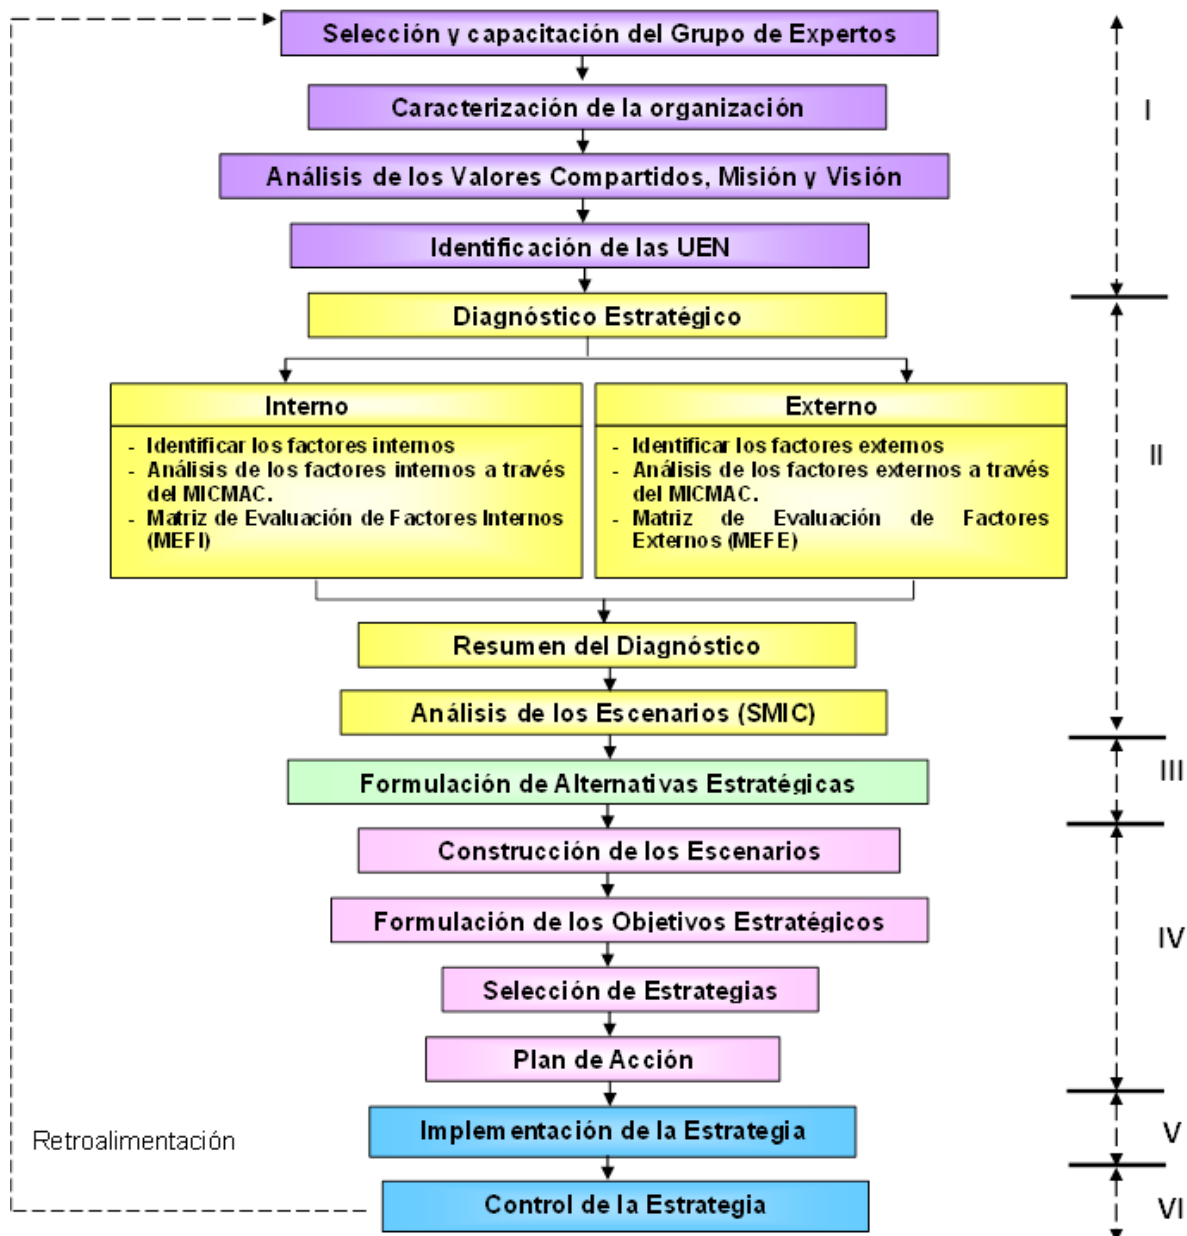 Selección y capacitación del Grupo de Expertos
Caracterización de la organización
I
Análisis de los Valores Compartidos, Misión y Visión
Identificación de las UEN
Diagnóstico Estratégico
Interno
- Identificar los factores internos
- Análisis de los factores internos a través
del MICMAC.
- Matriz de Evaluación de Factores Internos
(MEFI)
Externo
- Identificar los factores externos
- Análisis de los factores externos a través
del MICMAC.
- Matriz de Evaluación de Factores
Externos (MEFE)
II
Resumen del Diagnóstico
Análisis de los Escenarios (SMIC)
Formulación de Alternativas Estratégicas
III
Construcción de los Escenarios
Formulación de los Objetivos Estratégicos
IV
Selección de Estrategias
Plan de Acción
Implementación de la Estrategia
V
Retroalimentación
Control de la Estrategia
VI